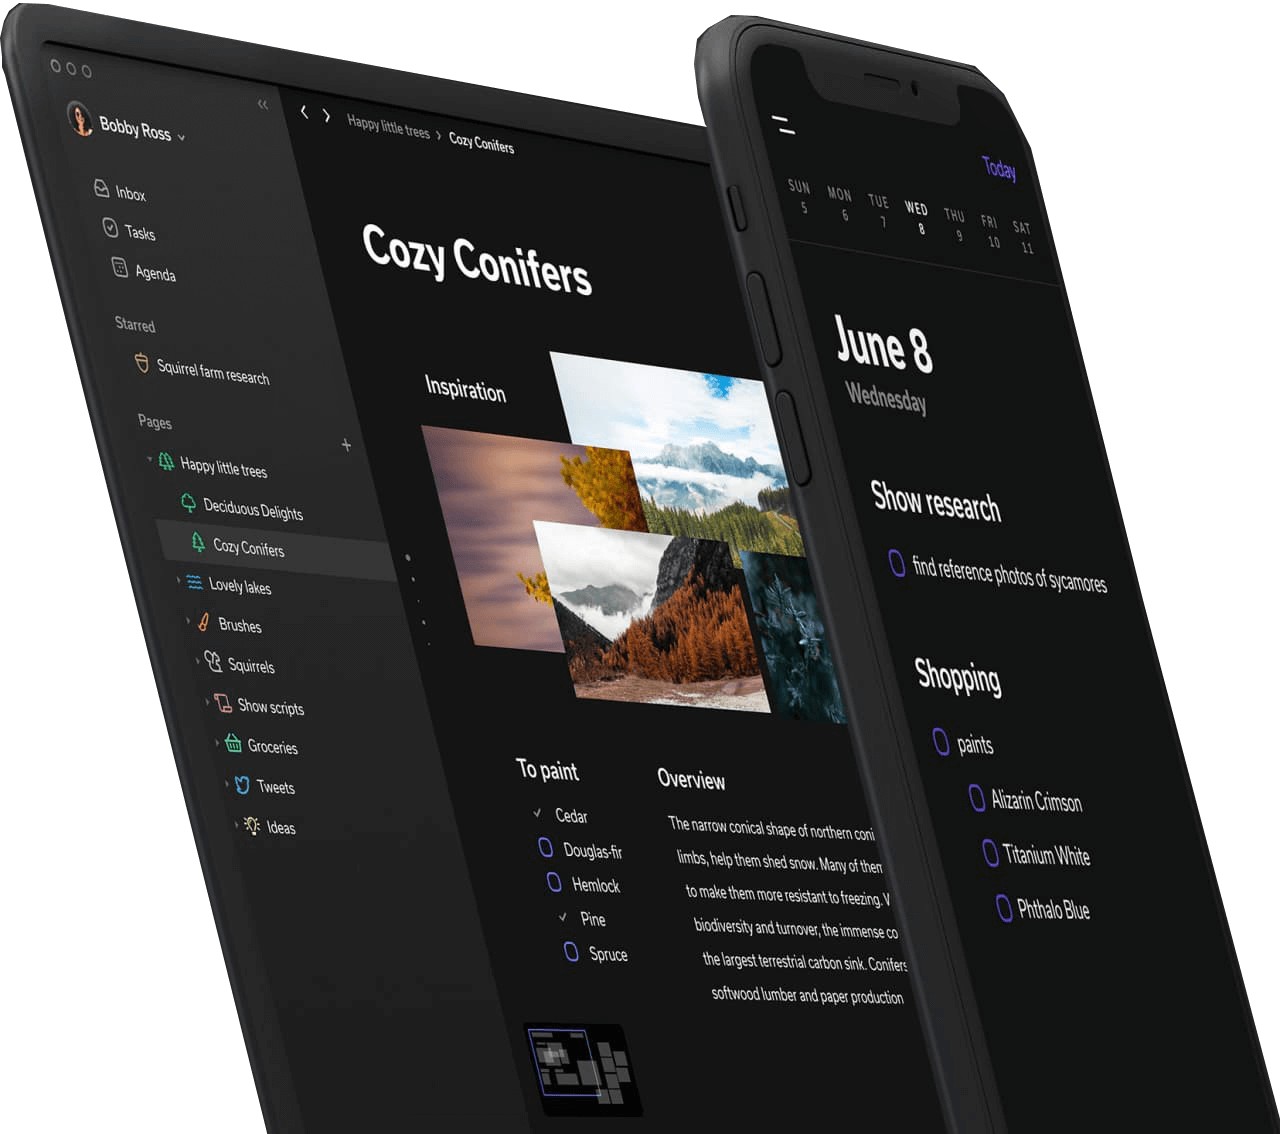 Bobby Ross
Inbox
Tasks
Agenda
Starred
Squirrel farm research
Pages
Happy little trees
Deciduous Delights
Cozy Conifers
Lovely lakes
Brushes
Squirrels
Show scripts
Groceries
Tweets
Ideas
Happy little trees > Cozy Conifers
Cozy Conifers
Inspiration
To paint
Cedar
Douglas-fir
Hemlock
Pine
Spruce
Overview
The narrow conical shape of northern coni
limbs, help them shed snow. Many of them
to make them more resistant to freezing.
biodiversity and turnover, the immense co
the largest terrestrial carbon sink. Conifers
softwood lumber and paper production
Today
SUN MON TUE WED THU FRI SAT
5 6 7 8 9 10 11
June 8
Wednesday
Show research
find reference photos of sycamores
Shopping
paints
Alizarin Crimson
Titanium White
Phthalo Blue